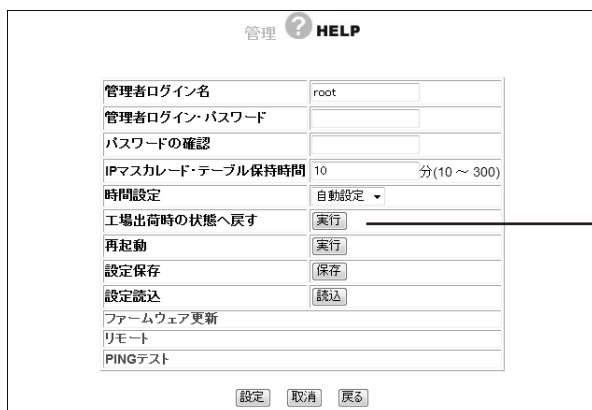 管理 ? HELP
管理者ログイン名 root
管理者ログイン・パスワード
パスワードの確認
IPマスカレード・テーブル保持時間 10 分(10 ～ 300)
時間設定 自動設定
工場出荷時の状態へ戻す 実行
再起動 実行
設定保存 保存
設定読込 読込
ファームウェア更新
リモート
PINGテスト
設定 取消 戻る